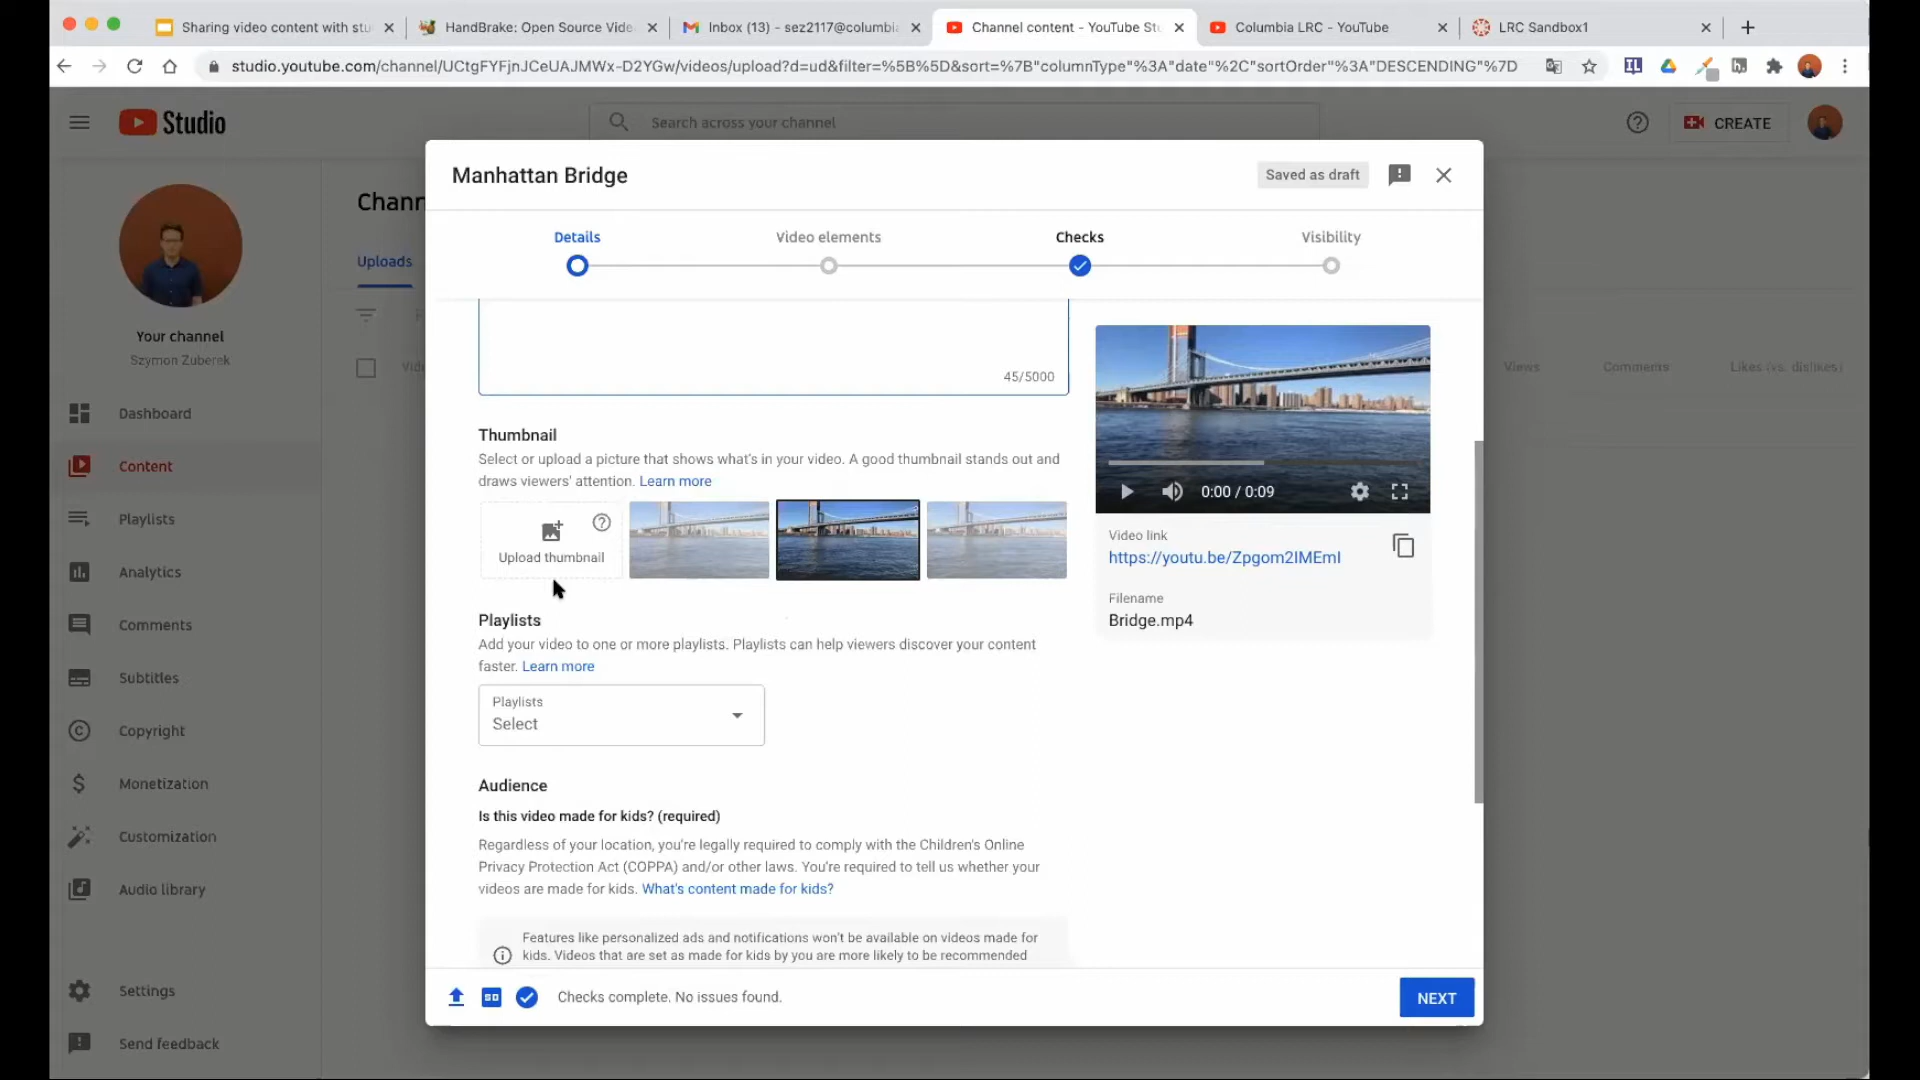 Sharing video content with stu
HandBrake: Open Source Vide
Inbox (13) - sez2117@columbia
Channel content - YouTube Stu
Columbia LRC - YouTube
LRC Sandbox1
studio.youtube.com/channel/UCtgFYFjnJCeUAJMWx-D2YGw/videos/upload?d=ud&filter=%5B%5D&sort=%7B"columnType"%3A"date"%2C"sortOrder"%3A"DESCENDING"%7D
Studio
Search across your channel
CREATE
Manhattan Bridge
Saved as draft
Chann
Details
Video elements
Checks
Visibility
Uploads
Your channel
Szymon Zuberek
Vide
Views
Comments
Likes (vs. dislikes)
45/5000
Dashboard
Content
Playlists
Analytics
Comments
Subtitles
Copyright
Monetization
Customization
Audio library
Settings
Send feedback
Thumbnail
Select or upload a picture that shows what's in your video. A good thumbnail stands out and
draws viewers' attention. Learn more
Upload thumbnail
Playlists
Add your video to one or more playlists. Playlists can help viewers discover your content
faster. Learn more
Playlists
Select
Audience
Is this video made for kids? (required)
Regardless of your location, you're legally required to comply with the Children's Online
Privacy Protection Act (COPPA) and/or other laws. You're required to tell us whether your
videos are made for kids. What's content made for kids?
Features like personalized ads and notifications won't be available on videos made for
kids. Videos that are set as made for kids by you are more likely to be recommended
0:00 / 0:09
Video link
https://youtu.be/Zpgom2IMEmI
Filename
Bridge.mp4
SD
Checks complete. No issues found.
NEXT